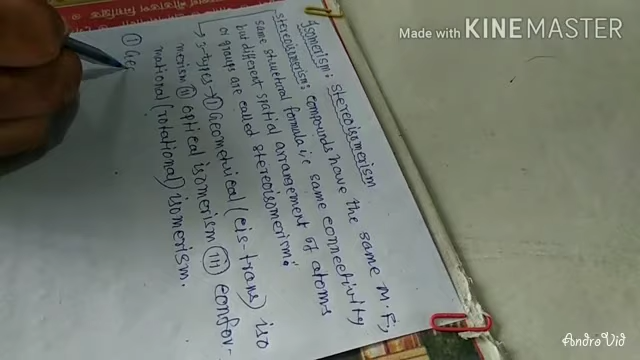 Isomerism: stereoisomerism
stereoisomerism: compounds have the same M.F,
same structural formula i.e same connectivity
but different spatial arrangement of atoms
or groups are called stereoisomerism:
↳ 3-types → (I) Geometrical (cis-trans) iso
merism (II) optical isomerism (III) confor-
mational (rotational) isomerism.
(I) Geo
Made with KINEMASTER
AndroVid